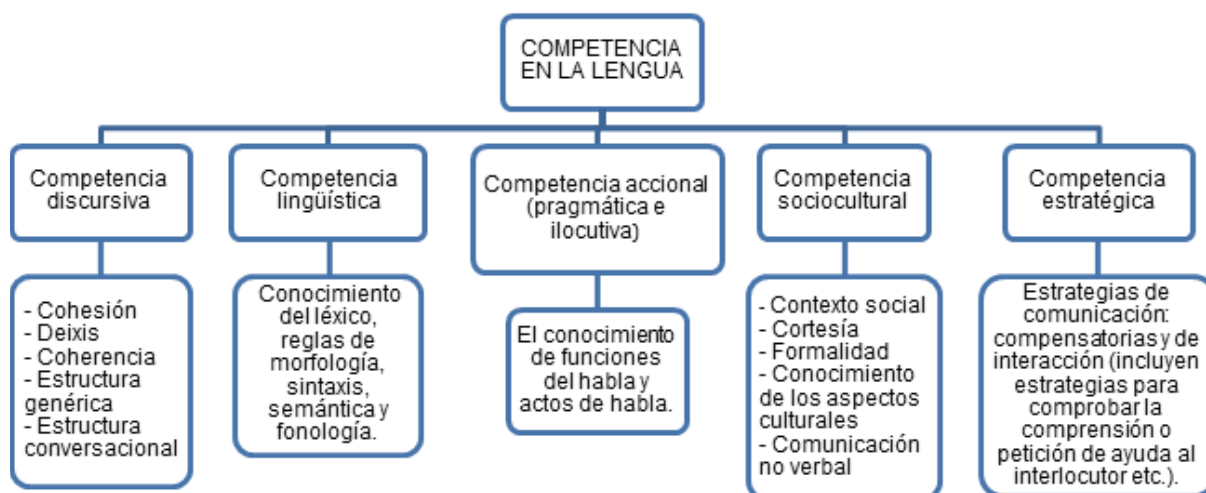 COMPETENCIA
EN LA LENGUA
Competencia
discursiva
Competencia
lingüística
Competencia accional
(pragmática e
ilocutiva)
Competencia
sociocultural
Competencia
estratégica
- Cohesión
- Deixis
- Coherencia
- Estructura
genérica
- Estructura
conversacional
Conocimiento
del léxico,
reglas de
morfología,
sintaxis,
semántica y
fonología.
El conocimiento
de funciones
del habla y
actos de habla.
- Contexto social
- Cortesía
- Formalidad
- Conocimiento
de los aspectos
culturales
- Comunicación
no verbal
Estrategias de
comunicación:
compensatorias y de
interacción (incluyen
estrategias para
comprobar la
comprensión o
petición de ayuda al
interlocutor etc.).